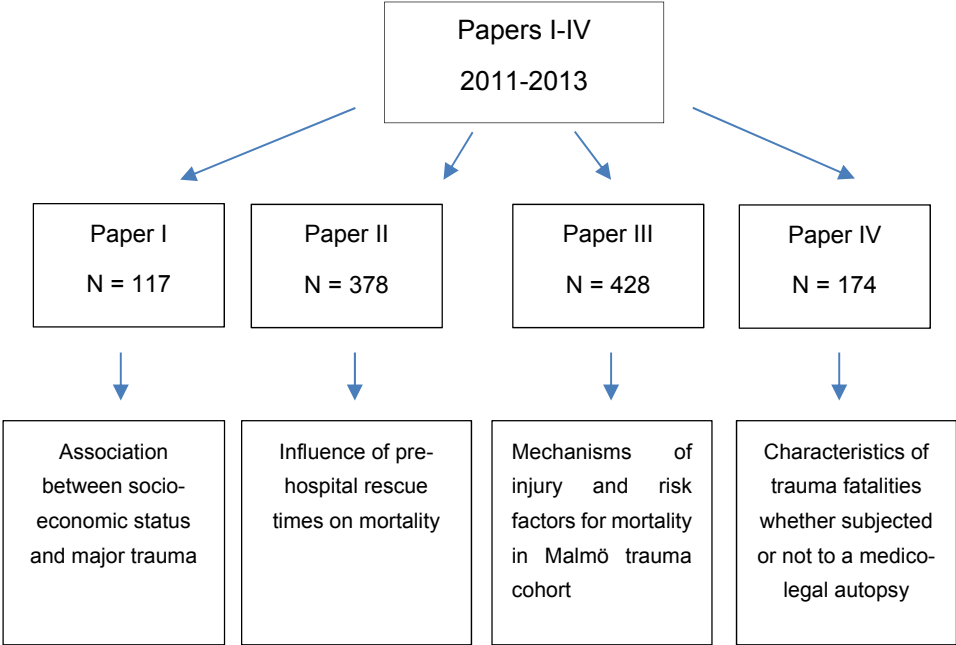 Papers I-IV
2011-2013
Paper I
N = 117
Paper II
N = 378
Paper III
N = 428
Paper IV
N = 174
Association
between socio-
economic status
and major trauma
Influence of pre-
hospital rescue
times on mortality
Mechanisms of
injury and risk
factors for mortality
in Malmö trauma
cohort
Characteristics of
trauma fatalities
whether subjected
or not to a medico-
legal autopsy